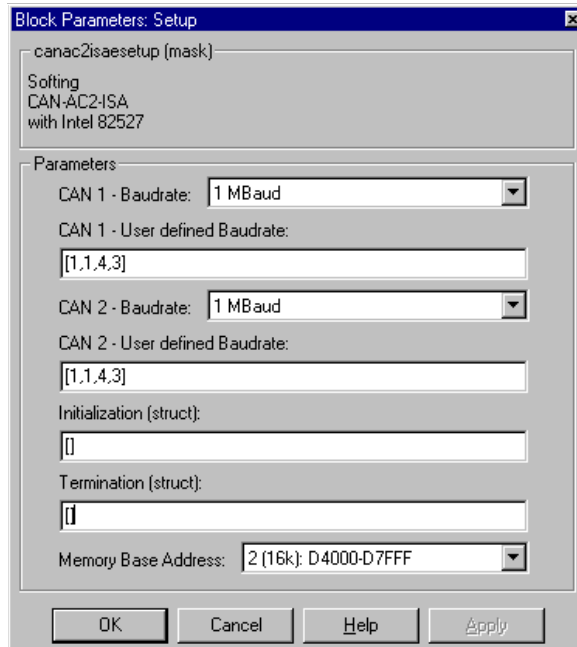 Block Parameters: Setup
canac2isaesetup (mask)
Softing
CAN-AC2-ISA
with Intel 82527
Parameters
CAN 1 - Baudrate: 1 MBaud
CAN 1 - User defined Baudrate:
[1,1,4,3]
CAN 2 - Baudrate: 1 MBaud
CAN 2 - User defined Baudrate:
[1,1,4,3]
Initialization (struct):
[]
Termination (struct):
[]
Memory Base Address: 2 (16k): D4000-D7FFF
OK Cancel Help Apply